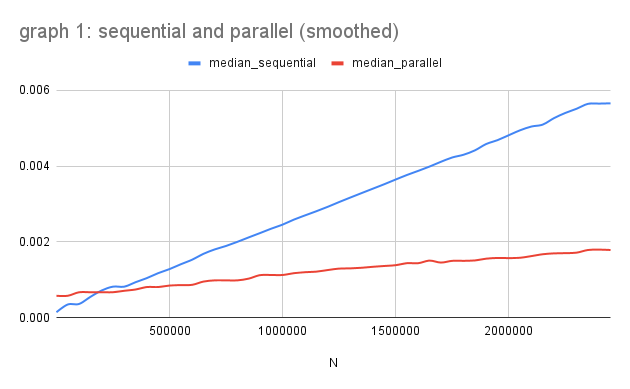 graph 1: sequential and parallel (smoothed)
median_sequential median_parallel
0.006
0.004
0.002
0.000
500000 1000000 1500000 2000000
N